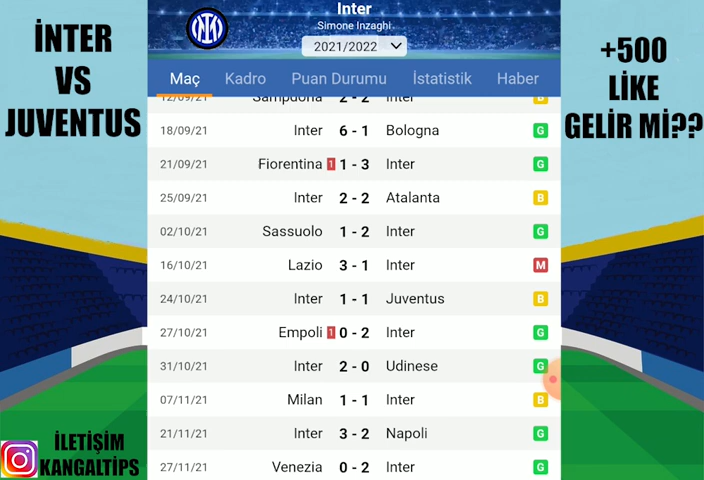 İNTER
VS
JUVENTUS
Inter
Simone Inzaghi
2021/2022
Maç Kadro Puan Durumu İstatistik Haber
12/09/21 Sampdoria 2 - 2 Inter B
18/09/21 Inter 6 - 1 Bologna G
21/09/21 Fiorentina 1 1 - 3 Inter G
25/09/21 Inter 2 - 2 Atalanta B
02/10/21 Sassuolo 1 - 2 Inter G
16/10/21 Lazio 3 - 1 Inter M
24/10/21 Inter 1 - 1 Juventus B
27/10/21 Empoli 1 0 - 2 Inter G
31/10/21 Inter 2 - 0 Udinese G
07/11/21 Milan 1 - 1 Inter B
21/11/21 Inter 3 - 2 Napoli G
27/11/21 Venezia 0 - 2 Inter G
+500
LİKE
GELİR Mİ??
İLETİŞİM
KANGALTİPS